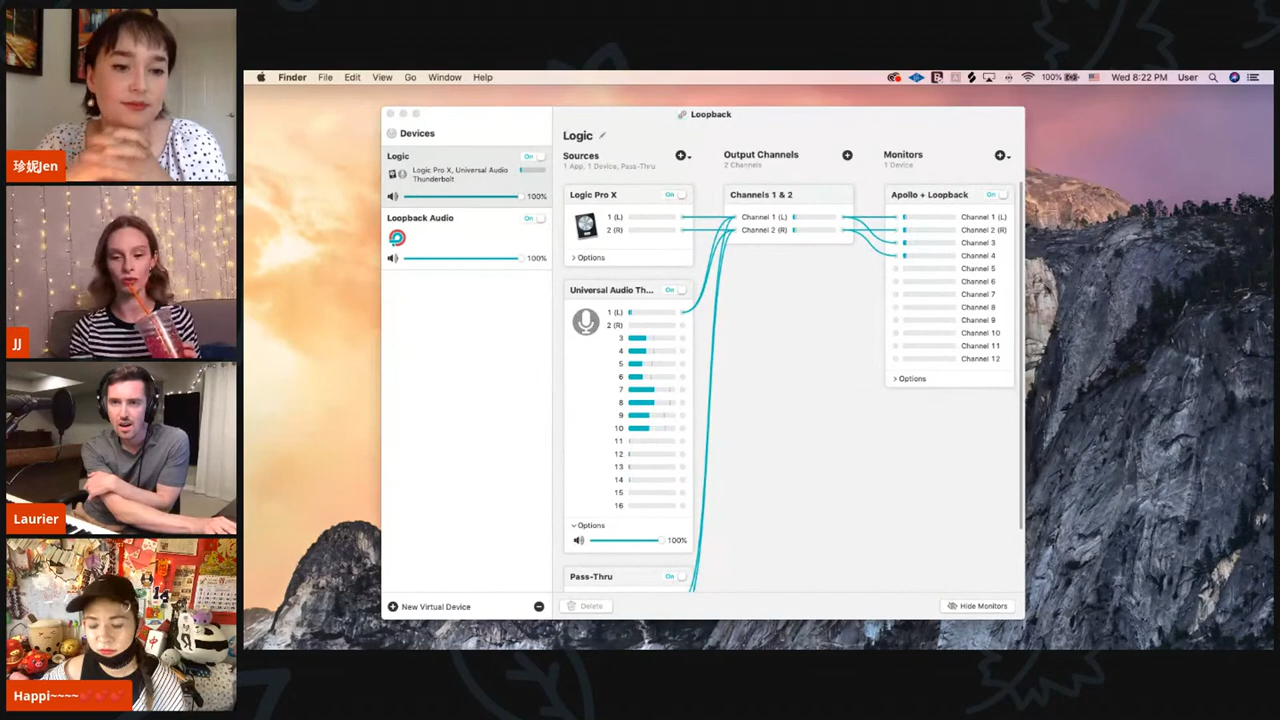 珍妮Jen
JJ
Laurier
Happi~~~~
Finder File Edit View Go Window Help
100% Wed 8:22 PM User
Loopback
Devices
Logic On
Logic Pro X, Universal Audio
Thunderbolt
100%
Loopback Audio On
100%
New Virtual Device
Logic
Sources
1 App, 1 Device, Pass-Thru
Logic Pro X On
1 (L)
2 (R)
Options
Universal Audio Th... On
1 (L)
2 (R)
3
4
5
6
7
8
9
10
11
12
13
14
15
16
Options
100%
Pass-Thru On
Delete
Output Channels
2 Channels
Channels 1 & 2
Channel 1 (L)
Channel 2 (R)
Monitors
1 Device
Apollo + Loopback On
Channel 1 (L)
Channel 2 (R)
Channel 3
Channel 4
Channel 5
Channel 6
Channel 7
Channel 8
Channel 9
Channel 10
Channel 11
Channel 12
Options
Hide Monitors